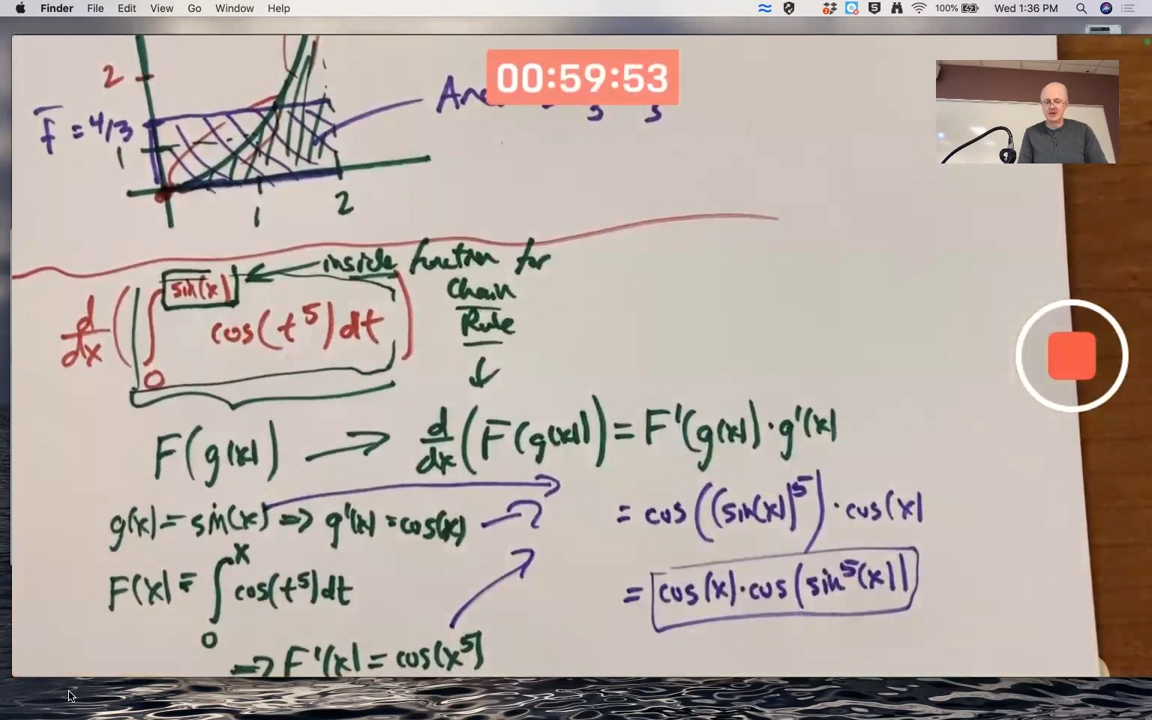 Finder File Edit View Go Window Help
100% Wed 1:36 PM
00:59:53
2
F̄ = 4/3
1
1 2
d/dx ( ∫₀^sin(x) cos(t⁵)dt )
inside function for
Chain
Rule
F(g(x)) → d/dx (F(g(x))) = F'(g(x))·g'(x)
g(x) = sin(x) ⇒ g'(x) = cos(x)
= cos((sin(x))⁵)·cos(x)
F(x) = ∫₀^x cos(t⁵)dt
= cos(x)·cos(sin⁵(x))
⇒ F'(x) = cos(x⁵)